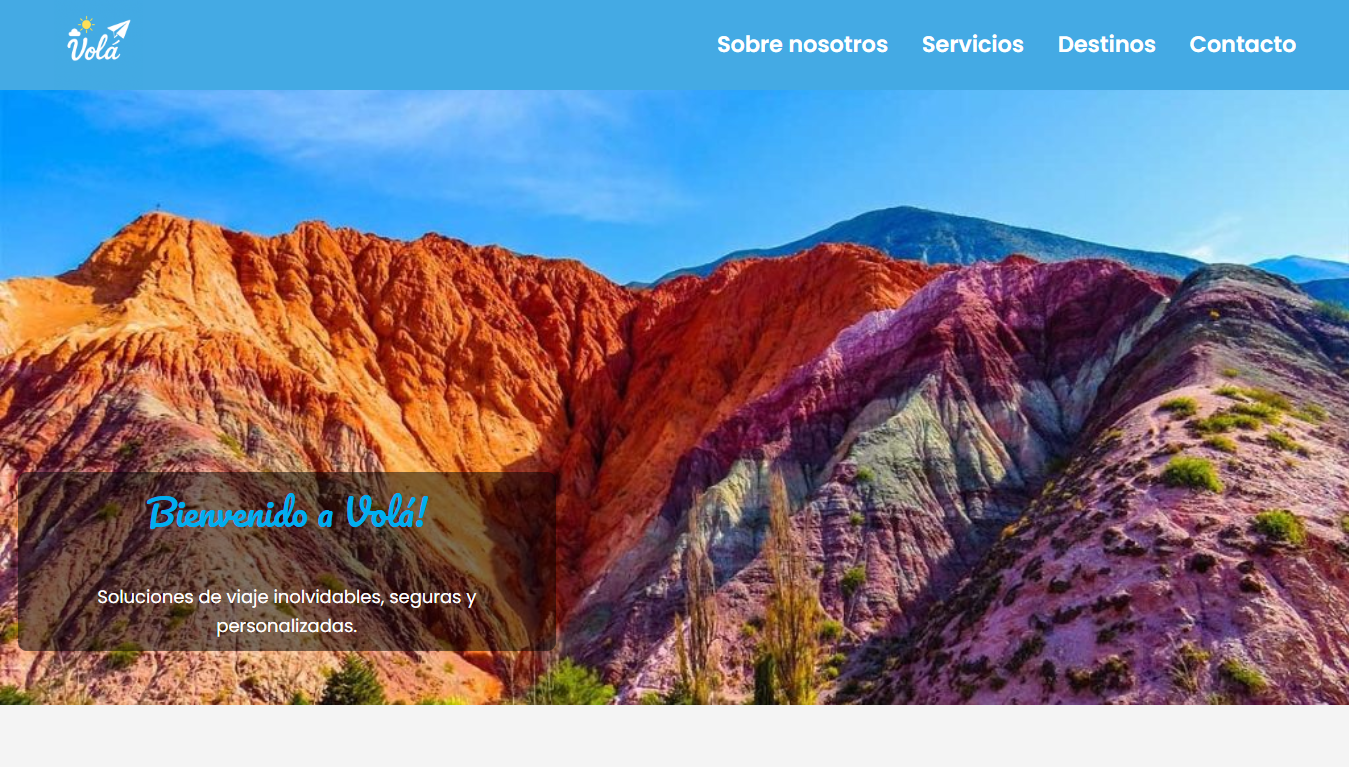 Volá
Sobre nosotros Servicios Destinos Contacto
Bienvenido a Volá!
Soluciones de viaje inolvidables, seguras y
personalizadas.